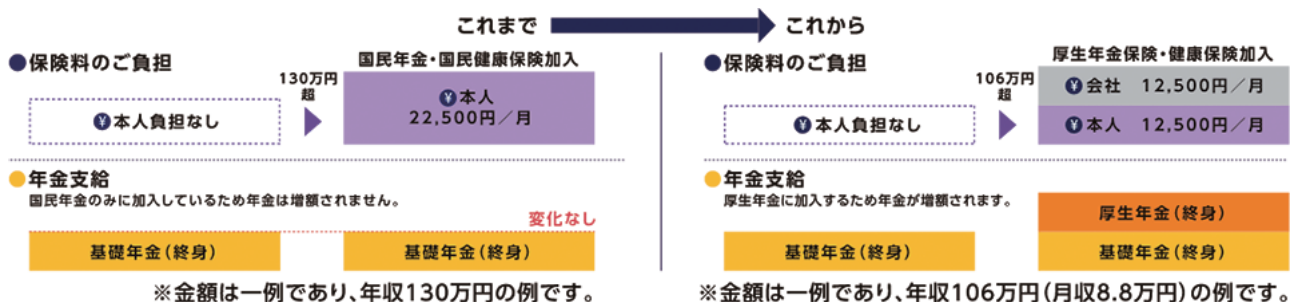 これまで
これから
●保険料のご負担
130万円
超
国民年金・国民健康保険加入
¥本人負担なし
¥本人
22,500円／月
●年金支給
国民年金のみに加入しているため年金は増額されません。
変化なし
基礎年金（終身）
基礎年金（終身）
※金額は一例であり、年収130万円の例です。
●保険料のご負担
106万円
超
厚生年金保険・健康保険加入
¥本人負担なし
¥会社 12,500円／月
¥本人 12,500円／月
●年金支給
厚生年金に加入するため年金が増額されます。
厚生年金（終身）
基礎年金（終身）
基礎年金（終身）
※金額は一例であり、年収106万円（月収8.8万円）の例です。